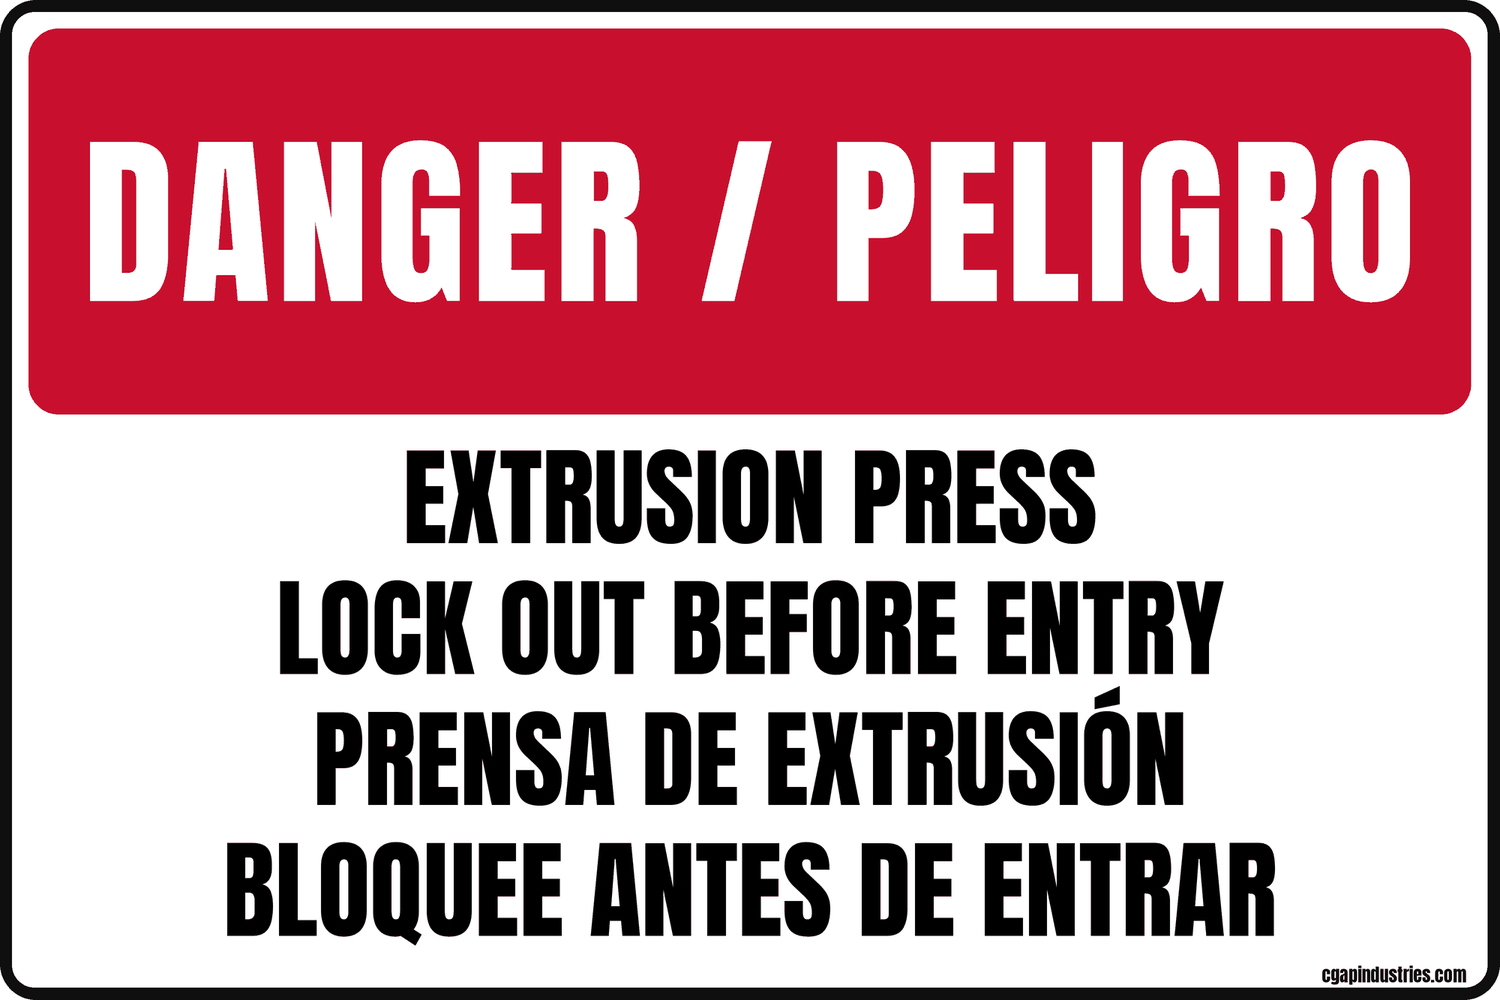 DANGER / PELIGRO
EXTRUSION PRESS
LOCK OUT BEFORE ENTRY
PRENSA DE EXTRUSIÓN
BLOQUEE ANTES DE ENTRAR
cgapindustries.com